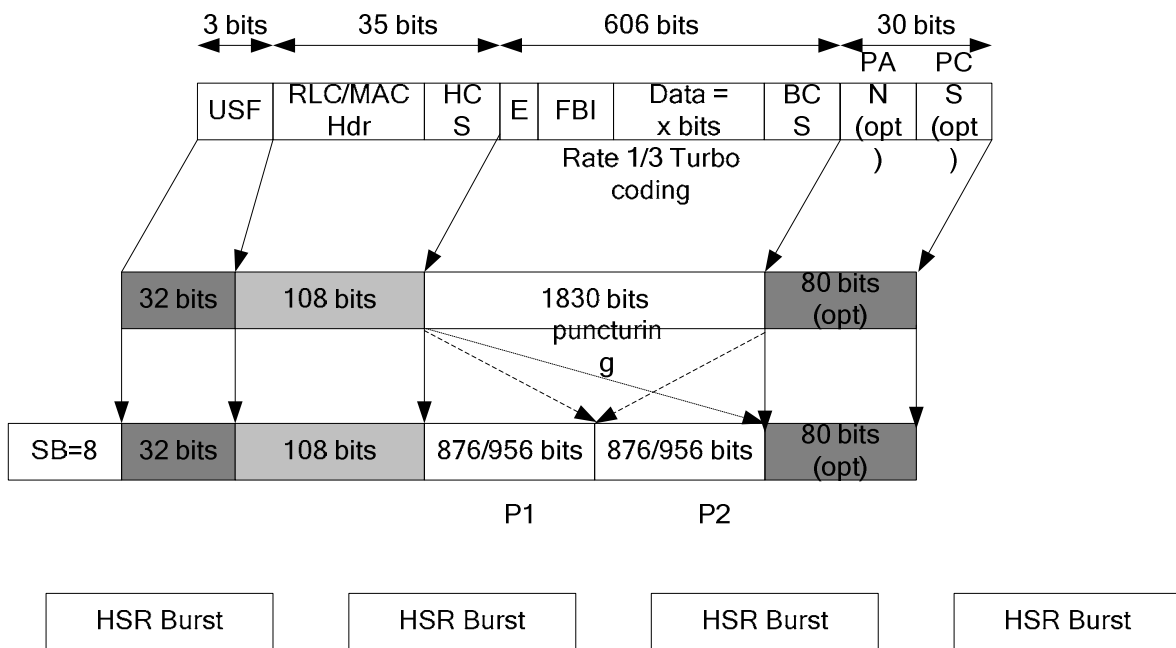 3 bits 35 bits 606 bits 30 bits
USF RLC/MAC Hdr HC S E FBI Data = x bits BC S PA N (opt ) PC S (opt )
Rate 1/3 Turbo
coding
32 bits 108 bits 1830 bits 80 bits (opt)
puncturin
g
SB=8 32 bits 108 bits 876/956 bits 876/956 bits 80 bits (opt)
P1 P2
HSR Burst HSR Burst HSR Burst HSR Burst